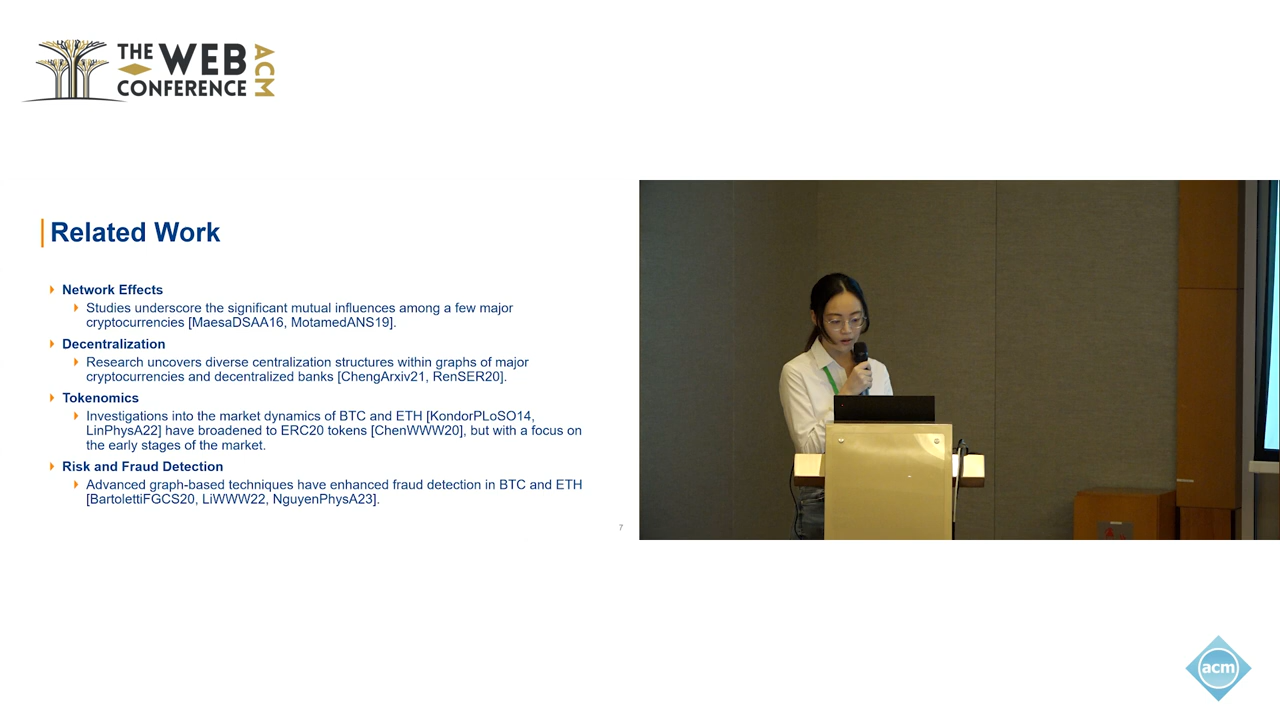 THE WEB
CONFERENCE
ACM
Related Work
Network Effects
Studies underscore the significant mutual influences among a few major
cryptocurrencies [MaesaDSAA16, MotamedANS19].
Decentralization
Research uncovers diverse centralization structures within graphs of major
cryptocurrencies and decentralized banks [ChengArxiv21, RenSER20].
Tokenomics
Investigations into the market dynamics of BTC and ETH [KondorPLoSO14,
LinPhysA22] have broadened to ERC20 tokens [ChenWWW20], but with a focus on
the early stages of the market.
Risk and Fraud Detection
Advanced graph-based techniques have enhanced fraud detection in BTC and ETH
[BartolettiFGCS20, LiWWW22, NguyenPhysA23].
7
acm